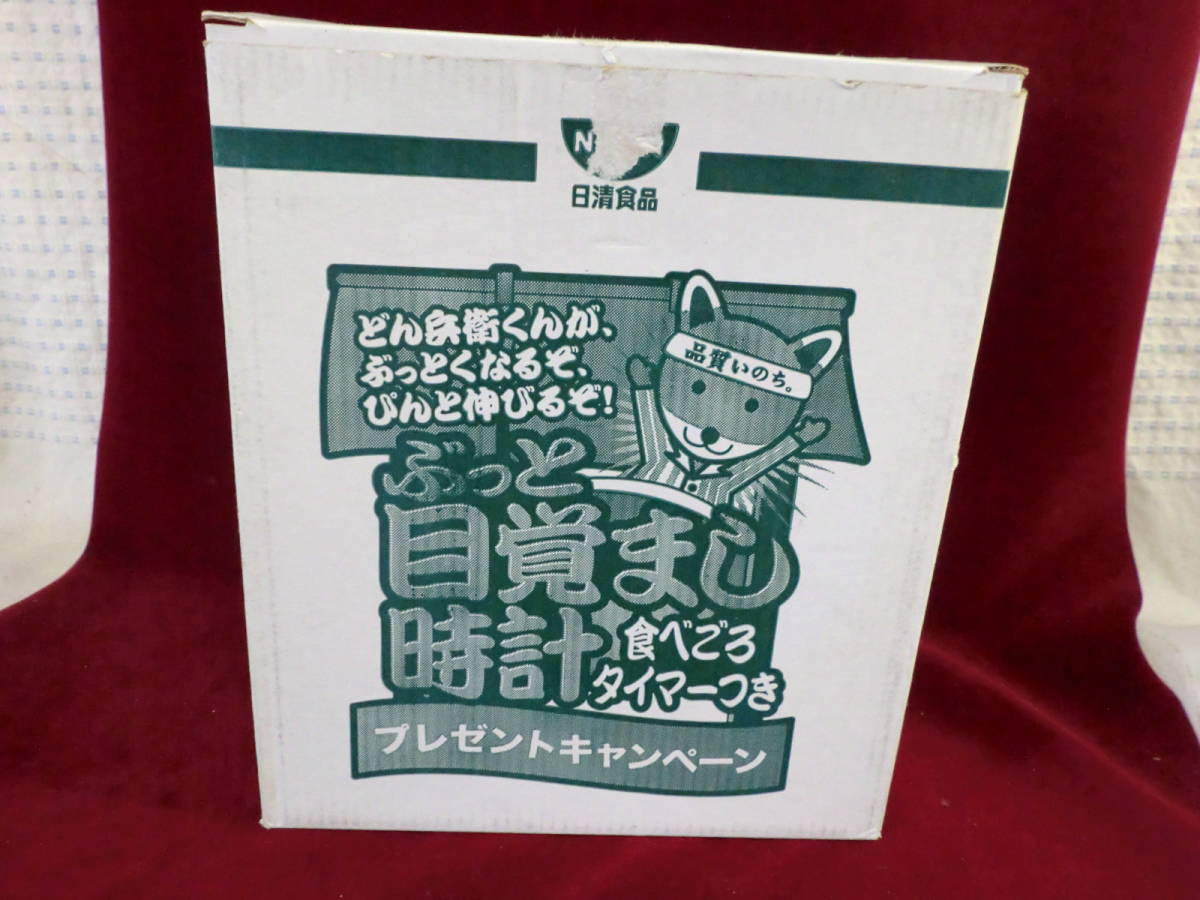 日清食品
どん兵衛くんが、
ぶっとくなるぞ、
ぴんと伸びるぞ!
品質いのち。
ぶっと
目覚まし
時計
食べごろ
タイマーつき
プレゼントキャンペーン